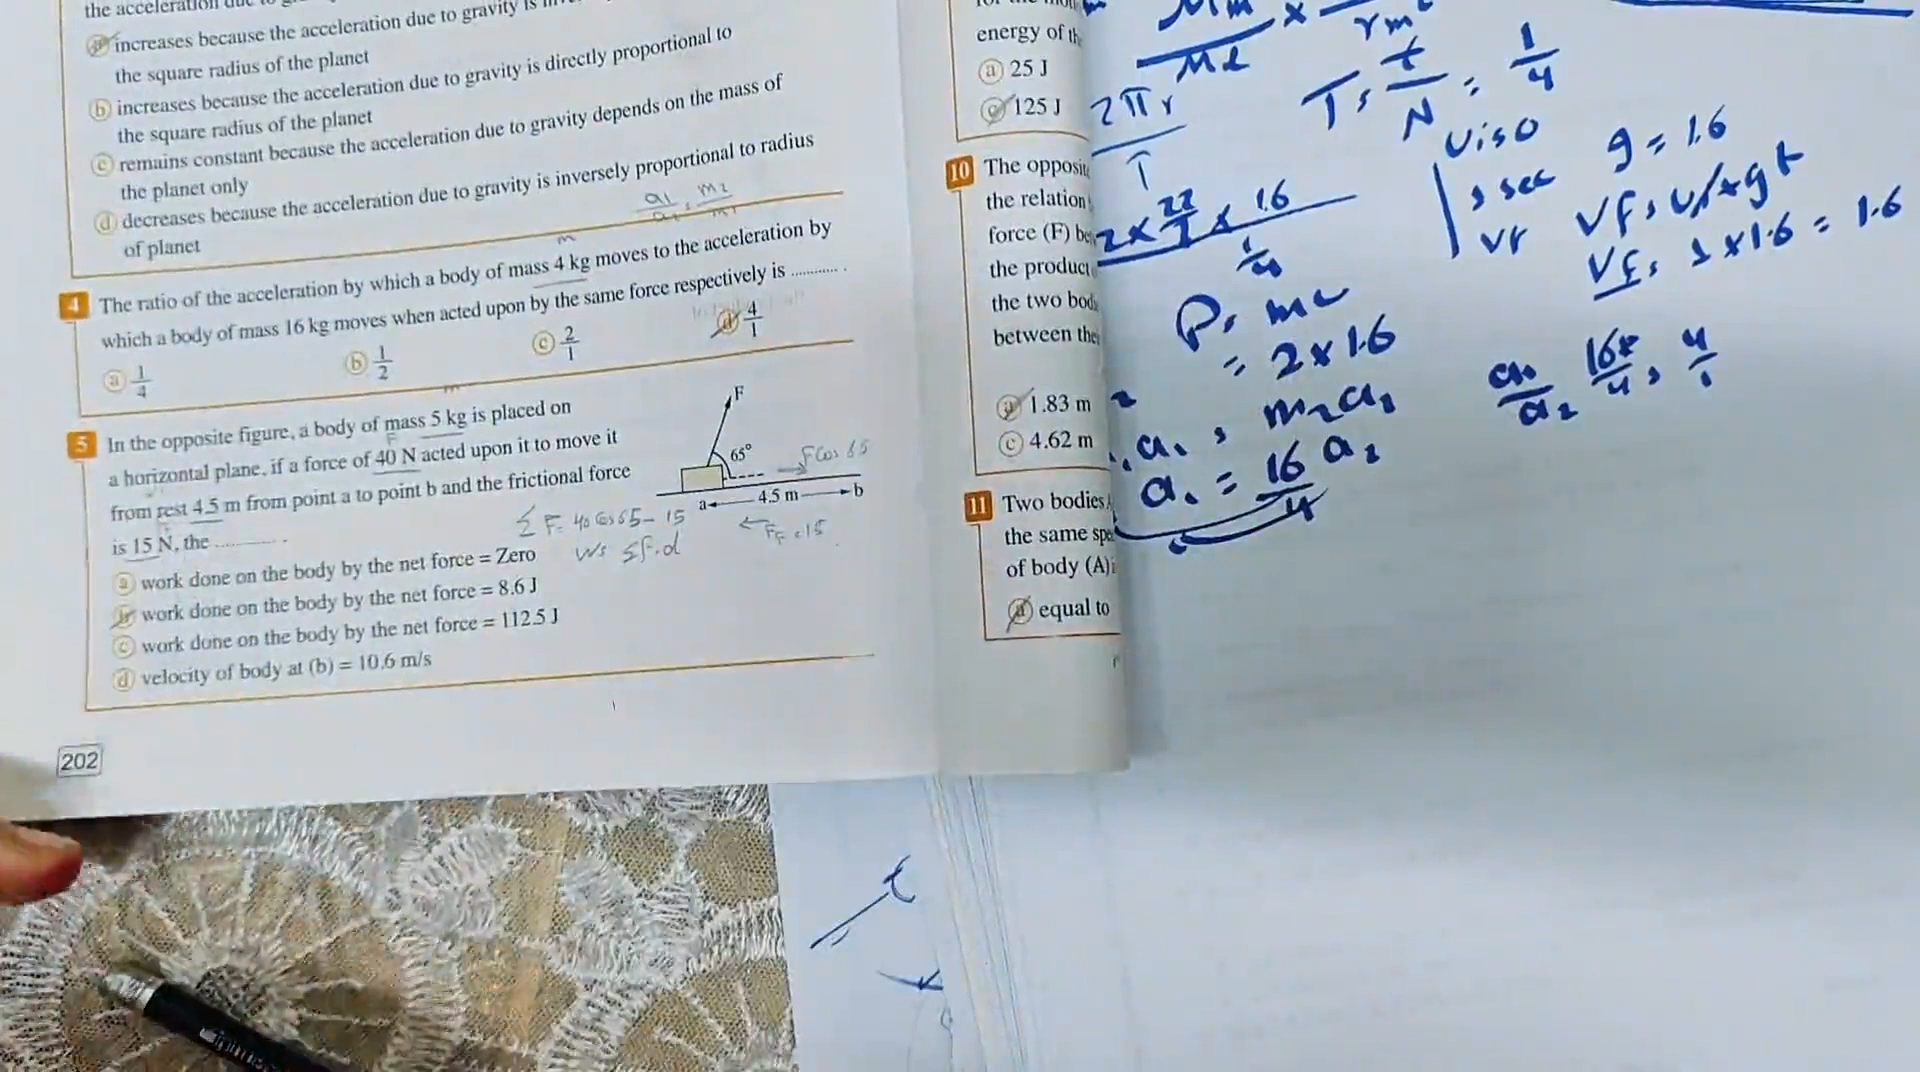 the acceleration due to
a increases because the acceleration due to gravity is
the square radius of the planet
b increases because the acceleration due to gravity is directly proportional to
the square radius of the planet
c remains constant because the acceleration due to gravity depends on the mass of
the planet only
d decreases because the acceleration due to gravity is inversely proportional to radius
of planet
4 The ratio of the acceleration by which a body of mass 4 kg moves to the acceleration by
which a body of mass 16 kg moves when acted upon by the same force respectively is ............ .
a 1/4 b 1/2 c 2/1 d 4/1
5 In the opposite figure, a body of mass 5 kg is placed on
a horizontal plane, if a force of 40 N acted upon it to move it
from rest 4.5 m from point a to point b and the frictional force
is 15 N, the ............ .
a work done on the body by the net force = Zero
b work done on the body by the net force = 8.6 J
c work done on the body by the net force = 112.5 J
d velocity of body at (b) = 10.6 m/s
F
65°
F Cos 65
a 4.5 m b
FF = 15
ΣF = 40 Cos 65 - 15
W = ΣF.d
202
energy of
a 25 J
c 125 J
10 The opposite
the relation
force (F)
the product
the two
between
a 1.83 m
c 4.62 m
11 Two bodies
the same
of body (A)
a equal to
2πr
T
T = t/N = 1/4
2 × 22/7 × 1.6
1/4
Vi = 0
g = 1.6
1 sec
Vf
Vf = Vi + gt
Vf = 1 × 1.6 = 1.6
P = mv
= 2 × 1.6
m2a2
a1 = 16/4 a2
a1/a2 16/4 = 4/1